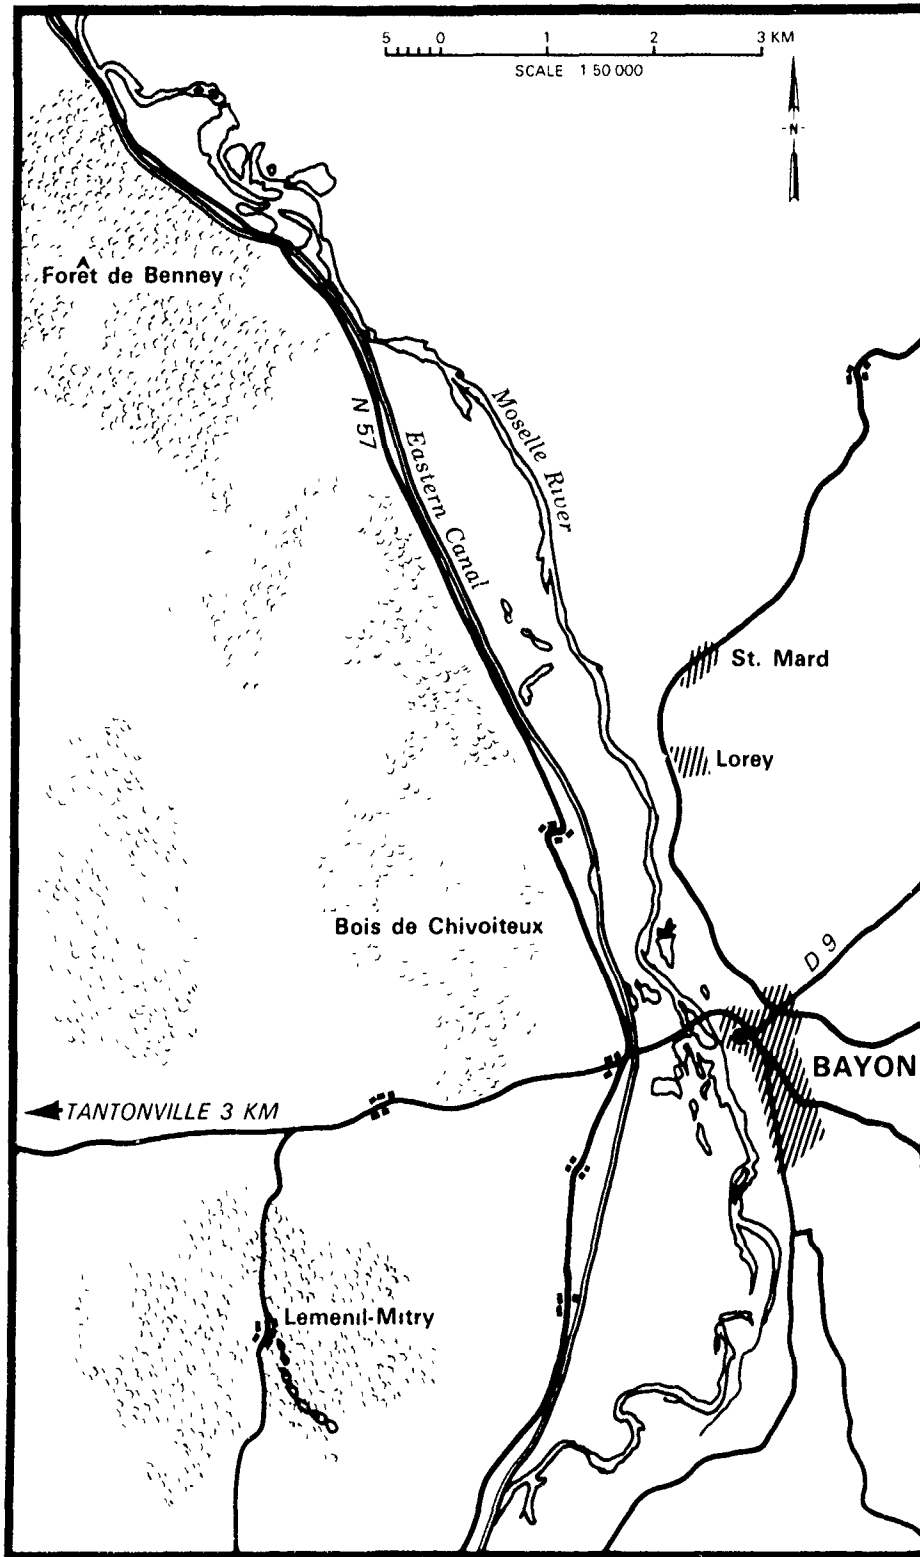 5 0 1 2 3 KM
SCALE 1 50 000
N
Forêt de Benney
N 57
Eastern Canal
Moselle River
St. Mard
Lorey
Bois de Chivoiteux
D 9
BAYON
TANTONVILLE 3 KM
Lemenil-Mitry